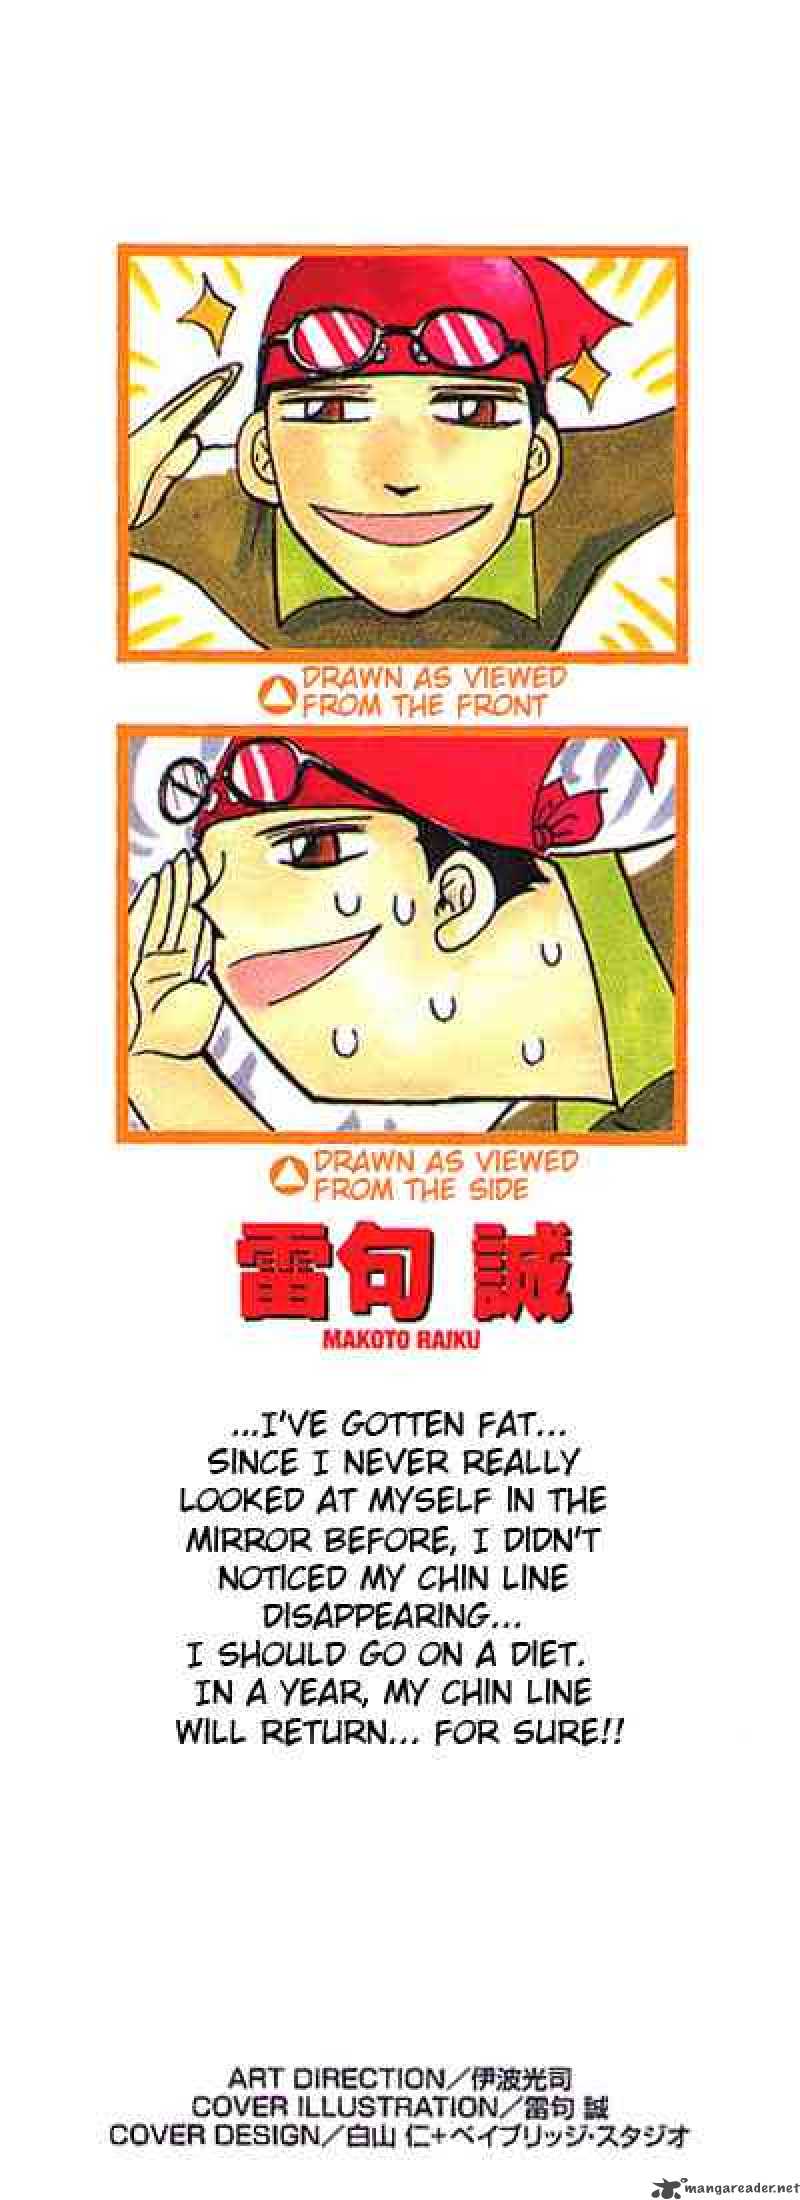 DRAWN AS VIEWED
FROM THE FRONT
DRAWN AS VIEWED
FROM THE SIDE
雷句 誠
MAKOTO RAIKU
...I'VE GOTTEN FAT...
SINCE I NEVER REALLY
LOOKED AT MYSELF IN THE
MIRROR BEFORE, I DIDN'T
NOTICED MY CHIN LINE
DISAPPEARING...
I SHOULD GO ON A DIET.
IN A YEAR, MY CHIN LINE
WILL RETURN... FOR SURE!!
ART DIRECTION／伊波光司
COVER ILLUSTRATION／雷句 誠
COVER DESIGN／白山 仁+ベイブリッジ・スタジオ
mangareader.net